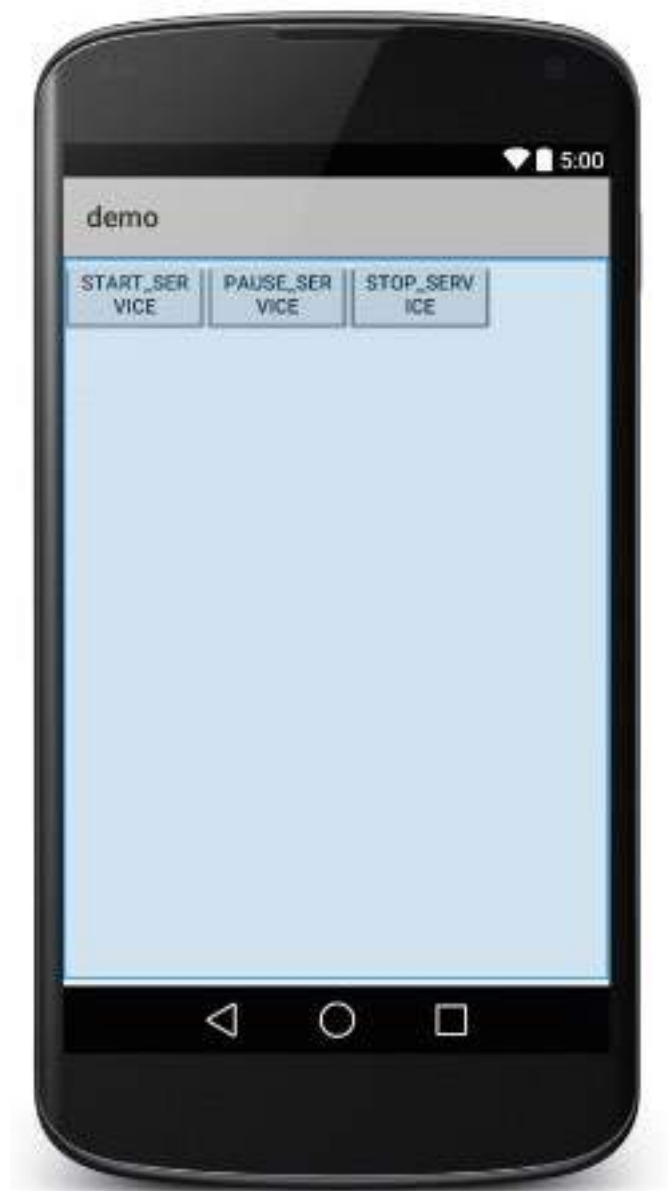 5:00
demo
START_SER
VICE
PAUSE_SER
VICE
STOP_SERV
ICE